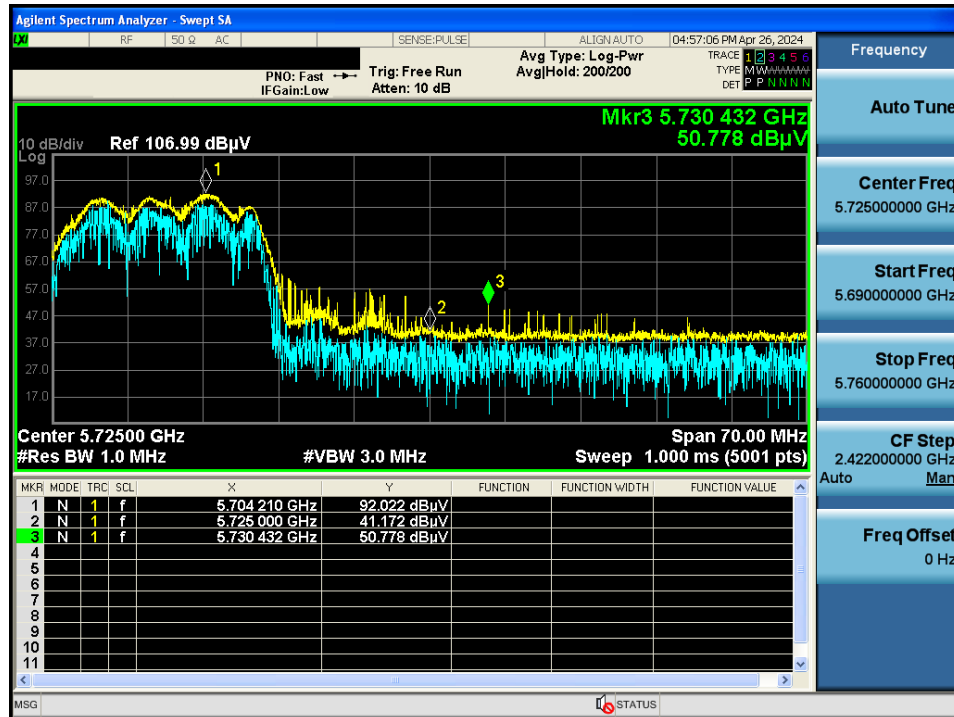 Agilent Spectrum Analyzer - Swept SA
LXI RF 50 Ω AC SENSE:PULSE ALIGN AUTO 04:57:06 PM Apr 26, 2024
PNO: Fast IFGain:Low
Trig: Free Run
Atten: 10 dB
Avg Type: Log-Pwr
Avg|Hold: 200/200
TRACE 1 2 3 4 5 6
TYPE M W
DET P P N N N N
Mkr3 5.730 432 GHz
50.778 dBµV
10 dB/div Ref 106.99 dBµV
Log
97.0
87.0
77.0
67.0
57.0
47.0
37.0
27.0
17.0
1
2
3
Center 5.72500 GHz Span 70.00 MHz
#Res BW 1.0 MHz #VBW 3.0 MHz Sweep 1.000 ms (5001 pts)
MKR MODE TRC SCL X Y FUNCTION FUNCTION WIDTH FUNCTION VALUE
1 N 1 f 5.704 210 GHz 92.022 dBµV
2 N 1 f 5.725 000 GHz 41.172 dBµV
3 N 1 f 5.730 432 GHz 50.778 dBµV
4
5
6
7
8
9
10
11
MSG STATUS
Frequency
Auto Tune
Center Freq
5.725000000 GHz
Start Freq
5.690000000 GHz
Stop Freq
5.760000000 GHz
CF Step
2.422000000 GHz
Auto Man
Freq Offset
0 Hz